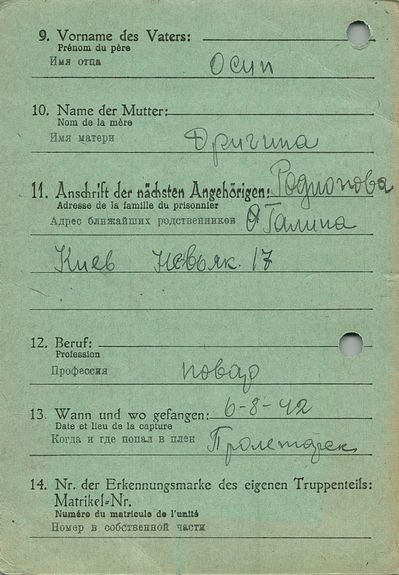 9. Vorname des Vaters:
Prénom du père
Имя отца
Осип
10. Name der Mutter:
Nom de la mère
Имя матери
11. Anschrift der nächsten Angehörigen: Родионова
Adresse de la famille du prisonnier
Адрес ближайших родственников Галина
Киев 17
12. Beruf:
Profession
Профессия
повар
13. Wann und wo gefangen: 6-8-42
Date et lieu de la capture
Когда и где попал в плен Пролетарск
14. Nr. der Erkennungsmarke des eigenen Truppenteils:
Matrikel-Nr.
Numéro du matricule de l'unité
Номер в собственной части